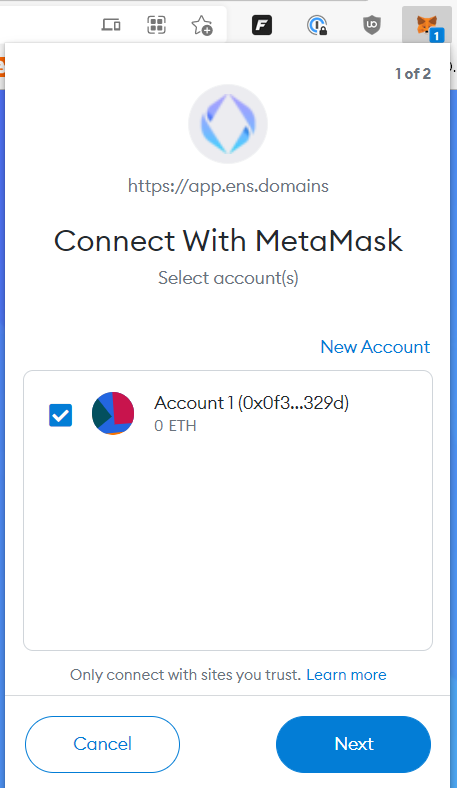 1
1 of 2
https://app.ens.domains
Connect With MetaMask
Select account(s)
New Account
Account 1 (0x0f3...329d)
0 ETH
Only connect with sites you trust. Learn more
Cancel
Next